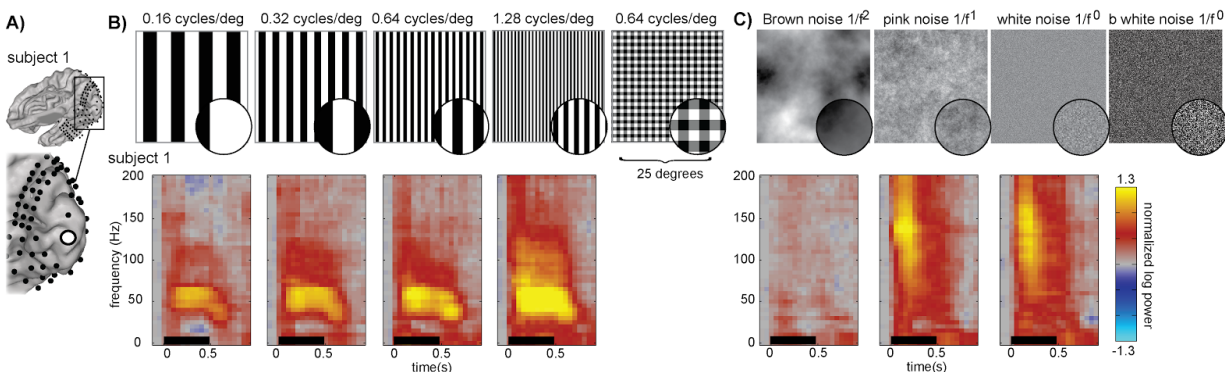 A)
subject 1
B)
0.16 cycles/deg 0.32 cycles/deg 0.64 cycles/deg 1.28 cycles/deg 0.64 cycles/deg
25 degrees
subject 1
frequency (Hz)
200
150
100
50
0
0 0.5 0 0.5 0 0.5 0 0.5
time(s)
C)
Brown noise 1/f² pink noise 1/f¹ white noise 1/f⁰ b white noise 1/f⁰
200
150
100
50
0
0 0.5 0 0.5 0 0.5
time(s)
1.3
normalized log power
-1.3